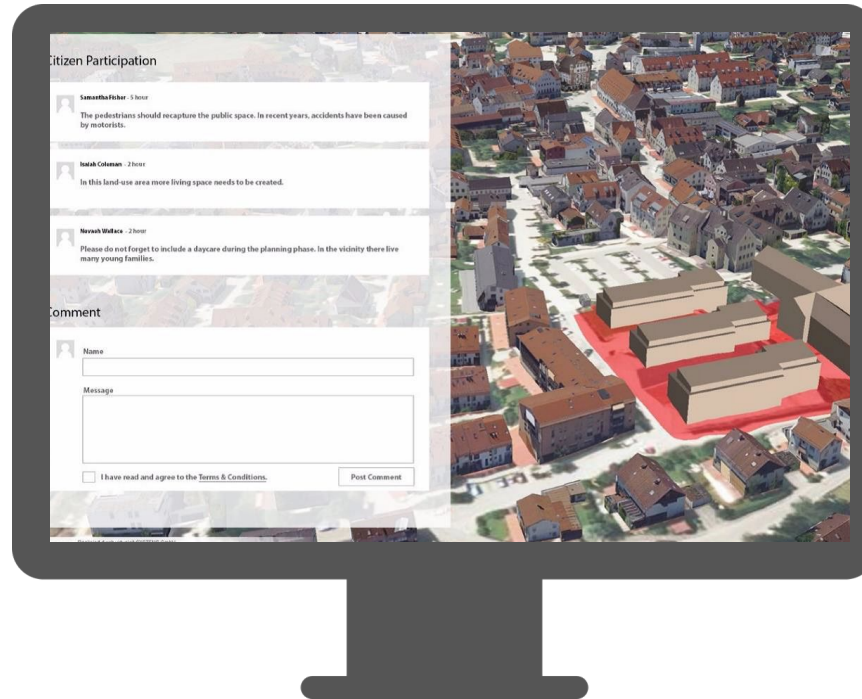 Citizen Participation
Samantha Fisher - 5 hour
The pedestrians should recapture the public space. In recent years, accidents have been caused
by motorists.
Isaiah Coleman - 2 hour
In this land-use area more living space needs to be created.
Wallace - 2 hour
Please do not forget to include a daycare during the planning phase. In the vicinity there live
many young families.
Comment
Name
Message
I have read and agree to the Terms & Conditions.
Post Comment